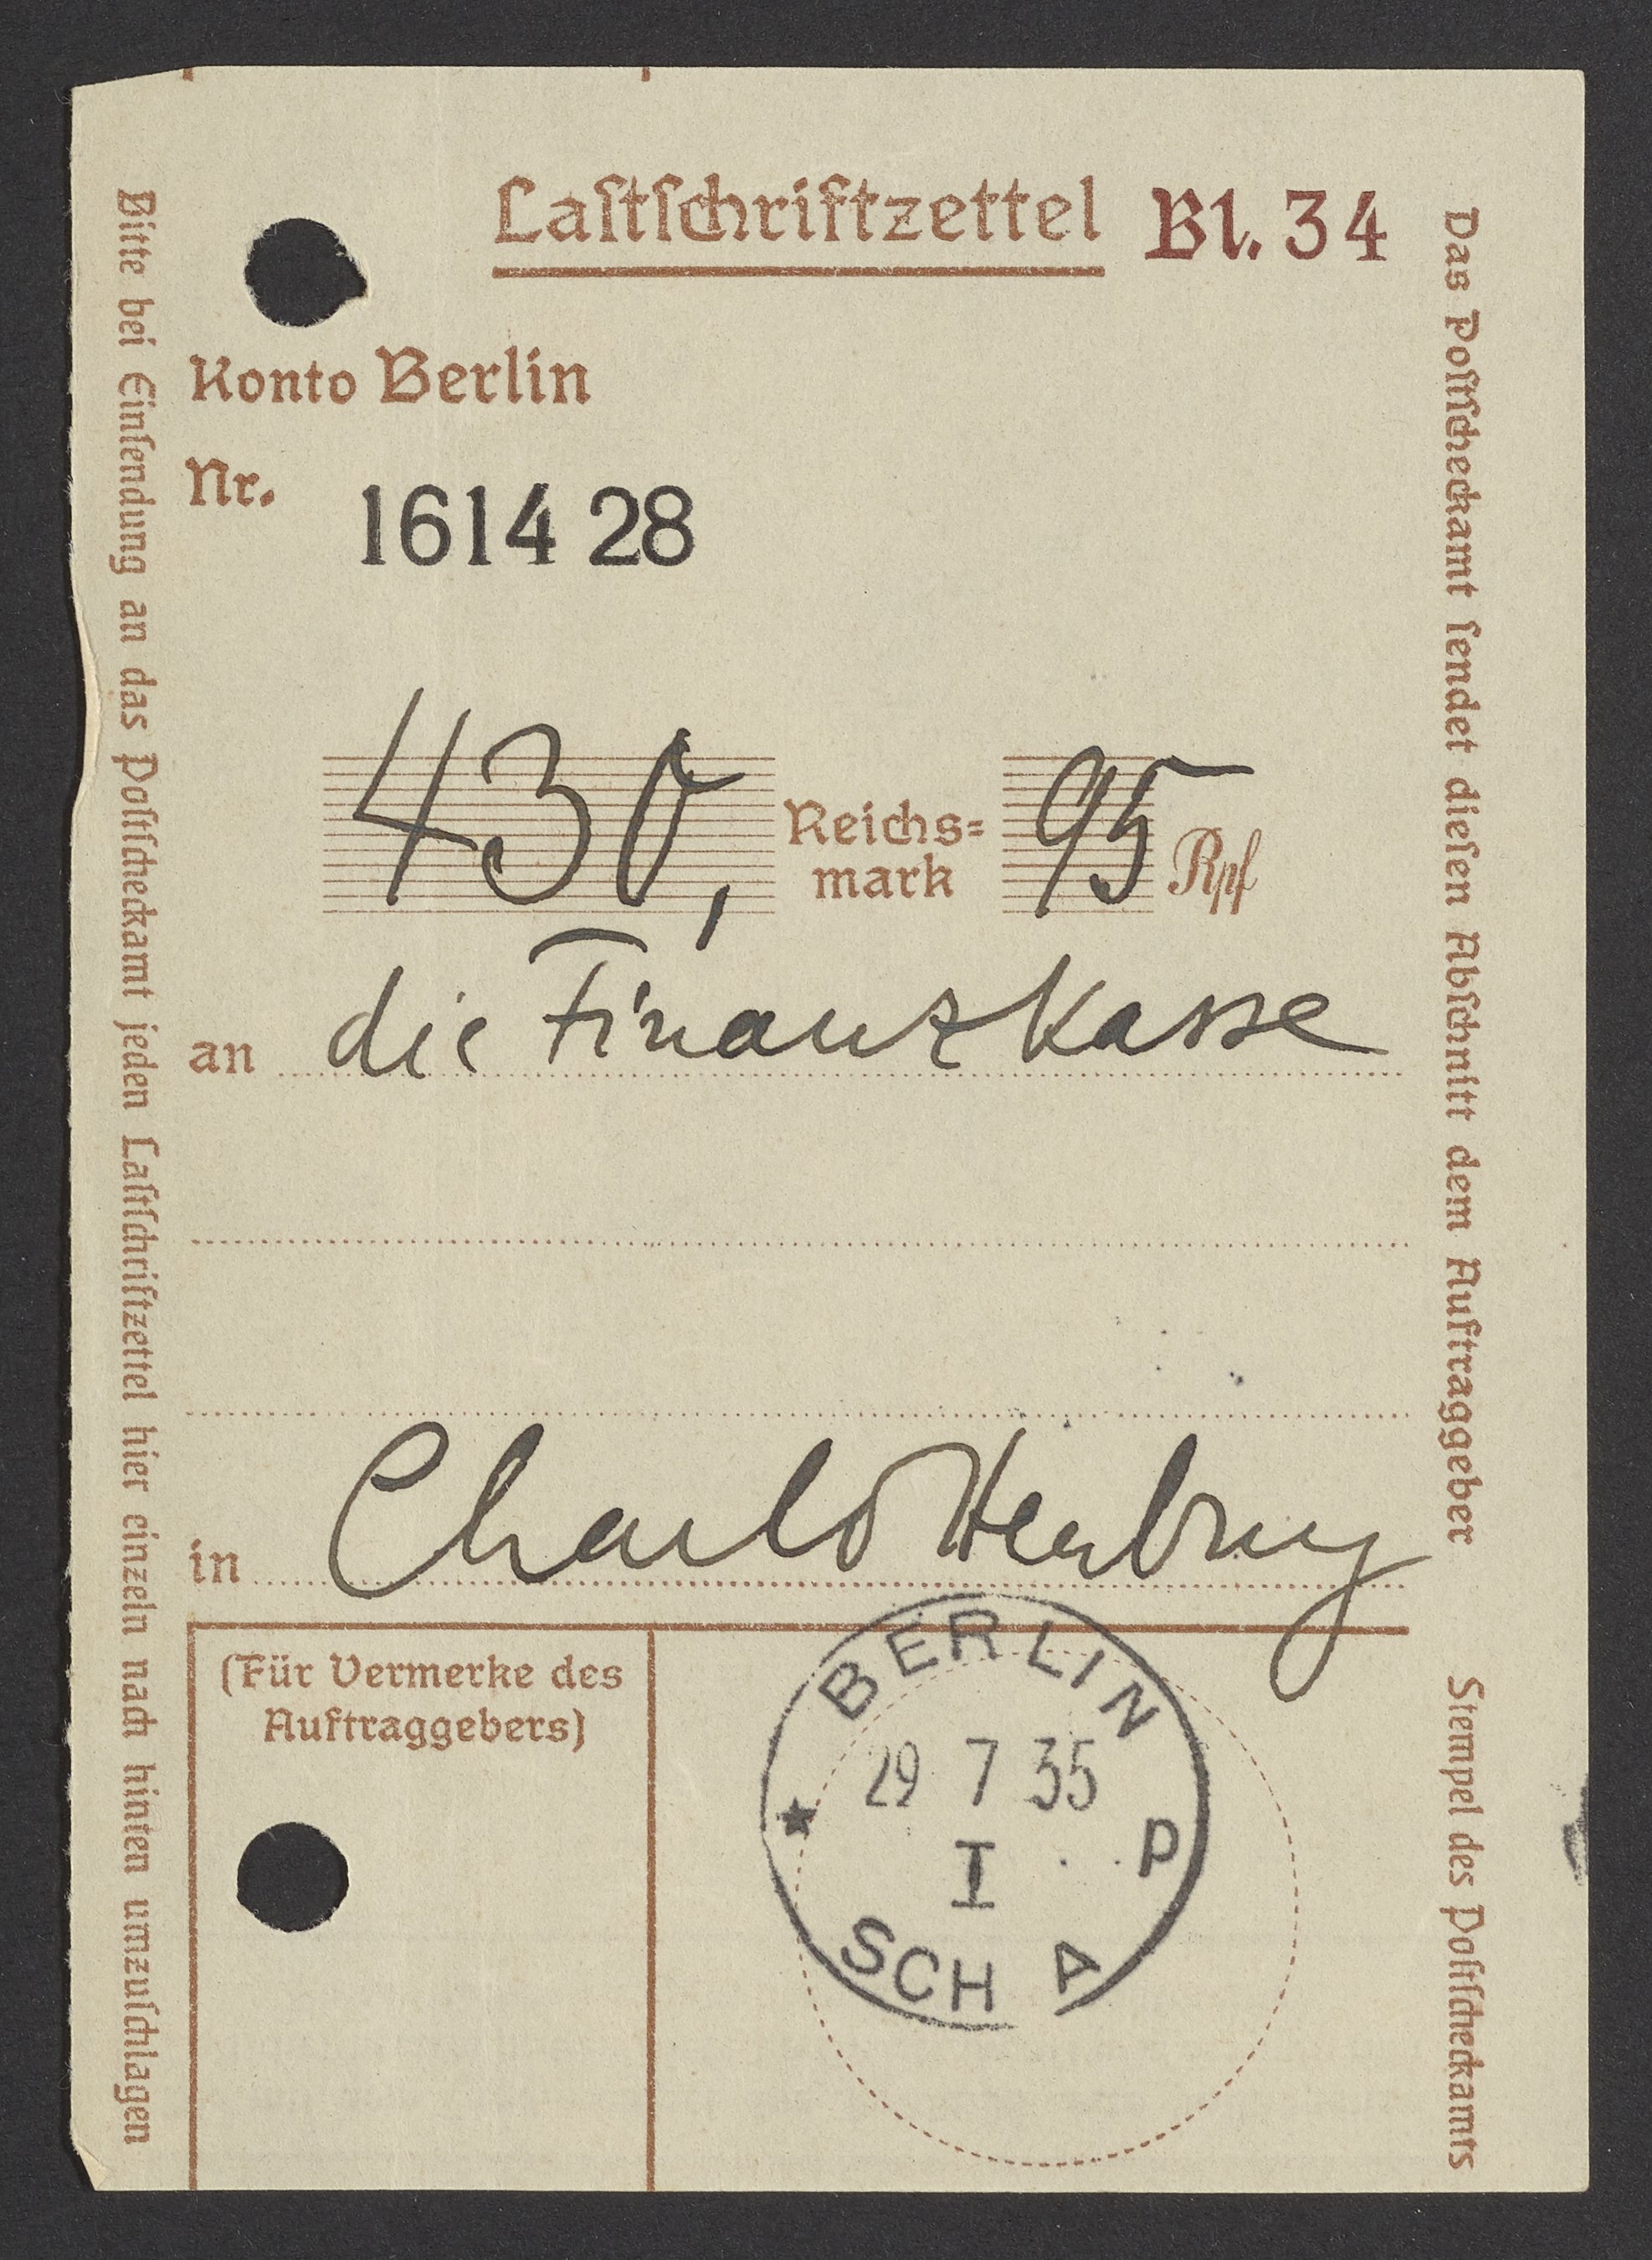 Laſtſchriftzettel Bl. 34
Konto Berlin
Nr. 1614 28
430, Reichs=
mark 95 Rpf
an die Finanzkasse
in Charlottenburg
(Für Vermerke des
Auftraggebers)
BERLIN
29 7 35
I P
SCH A
Bitte bei Einſendung an das Poſtſcheckamt jeden Laſtſchriftzettel hier einzeln nach hinten umzuſchlagen
Das Poſtſcheckamt ſendet dieſen Abſchnitt dem Auftraggeber
Stempel des Poſtſcheckamts